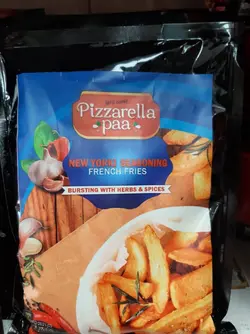 Pizzarella
paa
NEW YORK SEASONING
FRENCH FRIES
BURSTING WITH HERBS & SPICES